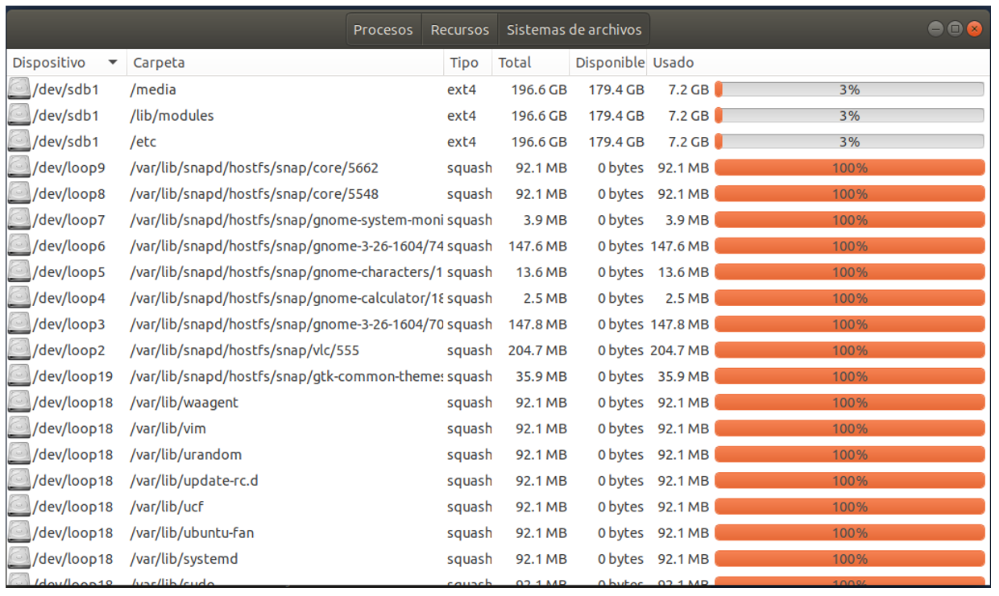 Procesos Recursos Sistemas de archivos
Dispositivo Carpeta Tipo Total Disponible Usado
/dev/sdb1 /media ext4 196.6 GB 179.4 GB 7.2 GB 3%
/dev/sdb1 /lib/modules ext4 196.6 GB 179.4 GB 7.2 GB 3%
/dev/sdb1 /etc ext4 196.6 GB 179.4 GB 7.2 GB 3%
/dev/loop9 /var/lib/snapd/hostfs/snap/core/5662 squash 92.1 MB 0 bytes 92.1 MB 100%
/dev/loop8 /var/lib/snapd/hostfs/snap/core/5548 squash 92.1 MB 0 bytes 92.1 MB 100%
/dev/loop7 /var/lib/snapd/hostfs/snap/gnome-system-moni squash 3.9 MB 0 bytes 3.9 MB 100%
/dev/loop6 /var/lib/snapd/hostfs/snap/gnome-3-26-1604/74 squash 147.6 MB 0 bytes 147.6 MB 100%
/dev/loop5 /var/lib/snapd/hostfs/snap/gnome-characters/1 squash 13.6 MB 0 bytes 13.6 MB 100%
/dev/loop4 /var/lib/snapd/hostfs/snap/gnome-calculator/18 squash 2.5 MB 0 bytes 2.5 MB 100%
/dev/loop3 /var/lib/snapd/hostfs/snap/gnome-3-26-1604/70 squash 147.8 MB 0 bytes 147.8 MB 100%
/dev/loop2 /var/lib/snapd/hostfs/snap/vlc/555 squash 204.7 MB 0 bytes 204.7 MB 100%
/dev/loop19 /var/lib/snapd/hostfs/snap/gtk-common-themes squash 35.9 MB 0 bytes 35.9 MB 100%
/dev/loop18 /var/lib/waagent squash 92.1 MB 0 bytes 92.1 MB 100%
/dev/loop18 /var/lib/vim squash 92.1 MB 0 bytes 92.1 MB 100%
/dev/loop18 /var/lib/urandom squash 92.1 MB 0 bytes 92.1 MB 100%
/dev/loop18 /var/lib/update-rc.d squash 92.1 MB 0 bytes 92.1 MB 100%
/dev/loop18 /var/lib/ucf squash 92.1 MB 0 bytes 92.1 MB 100%
/dev/loop18 /var/lib/ubuntu-fan squash 92.1 MB 0 bytes 92.1 MB 100%
/dev/loop18 /var/lib/systemd squash 92.1 MB 0 bytes 92.1 MB 100%
/dev/loop18 /var/lib/sudo squash 92.1 MB 0 bytes 92.1 MB 100%